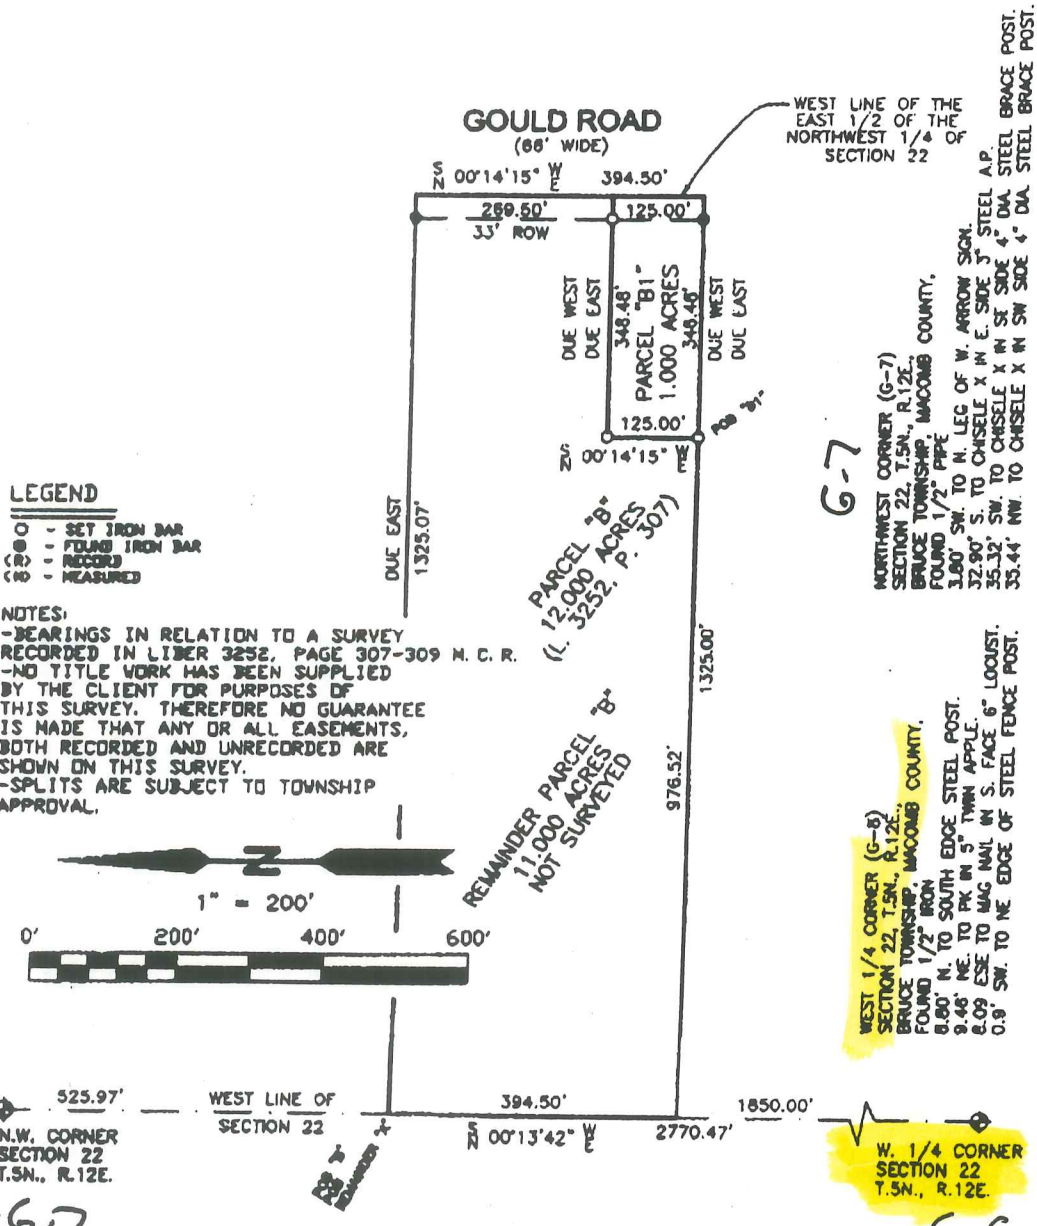 GOULD ROAD
(66' WIDE)
WEST LINE OF THE
EAST 1/2 OF THE
NORTHWEST 1/4 OF
SECTION 22
S
N 00°14'15" W
E 394.50'
269.50' 125.00'
33' ROW
DUE WEST
DUE EAST
348.48'
PARCEL "B1"
1.000 ACRES
348.48'
DUE WEST
DUE EAST
125.00'
POB "B1"
S
N 00°14'15" W
E
DUE EAST
1325.07'
PARCEL "B"
12.000 ACRES
(L. 3252, P. 307)
1325.00'
976.52'
REMAINDER PARCEL "B"
11.000 ACRES
NOT SURVEYED
LEGEND
O - SET IRON BAR
- FOUND IRON BAR
(R) - RECORD
(M) - MEASURED
NOTES:
-BEARINGS IN RELATION TO A SURVEY
RECORDED IN LIBER 3252, PAGE 307-309 M. C. R.
-NO TITLE WORK HAS BEEN SUPPLIED
BY THE CLIENT FOR PURPOSES OF
THIS SURVEY. THEREFORE NO GUARANTEE
IS MADE THAT ANY OR ALL EASEMENTS,
BOTH RECORDED AND UNRECORDED ARE
SHOWN ON THIS SURVEY.
-SPLITS ARE SUBJECT TO TOWNSHIP
APPROVAL.
N
1" = 200'
0' 200' 400' 600'
525.97'
WEST LINE OF
SECTION 22
394.50'
S
N 00°13'42" W
E
2770.47'
1850.00'
N.W. CORNER
SECTION 22
T.5N., R.12E.
POB "B"
REMAINDER
W. 1/4 CORNER
SECTION 22
T.5N., R.12E.
G-7
NORTHWEST CORNER (G-7)
SECTION 22, T.5N., R.12E.,
BRUCE TOWNSHIP, MACOMB COUNTY.
FOUND 1/2" PIPE
3.80' SW. TO N. LEG OF W. ARROW SIGN.
32.90' S. TO CHISELE X IN E. SIDE 3" STEEL A.P.
35.32' SW. TO CHISELE X IN SE SIDE 4" DIA. STEEL BRACE POST.
35.44' NW. TO CHISELE X IN SW SIDE 4" DIA. STEEL BRACE POST.
WEST 1/4 CORNER (G-8)
SECTION 22, T.5N., R.12E.,
BRUCE TOWNSHIP, MACOMB COUNTY.
FOUND 1/2" IRON
8.80' N. TO SOUTH EDGE STEEL POST.
9.46' NE. TO PK IN 5" TWIN APPLE.
8.09 ESE TO MAG NAIL IN S. FACE 6" LOCUST.
0.9' SW. TO NE EDGE OF STEEL FENCE POST.